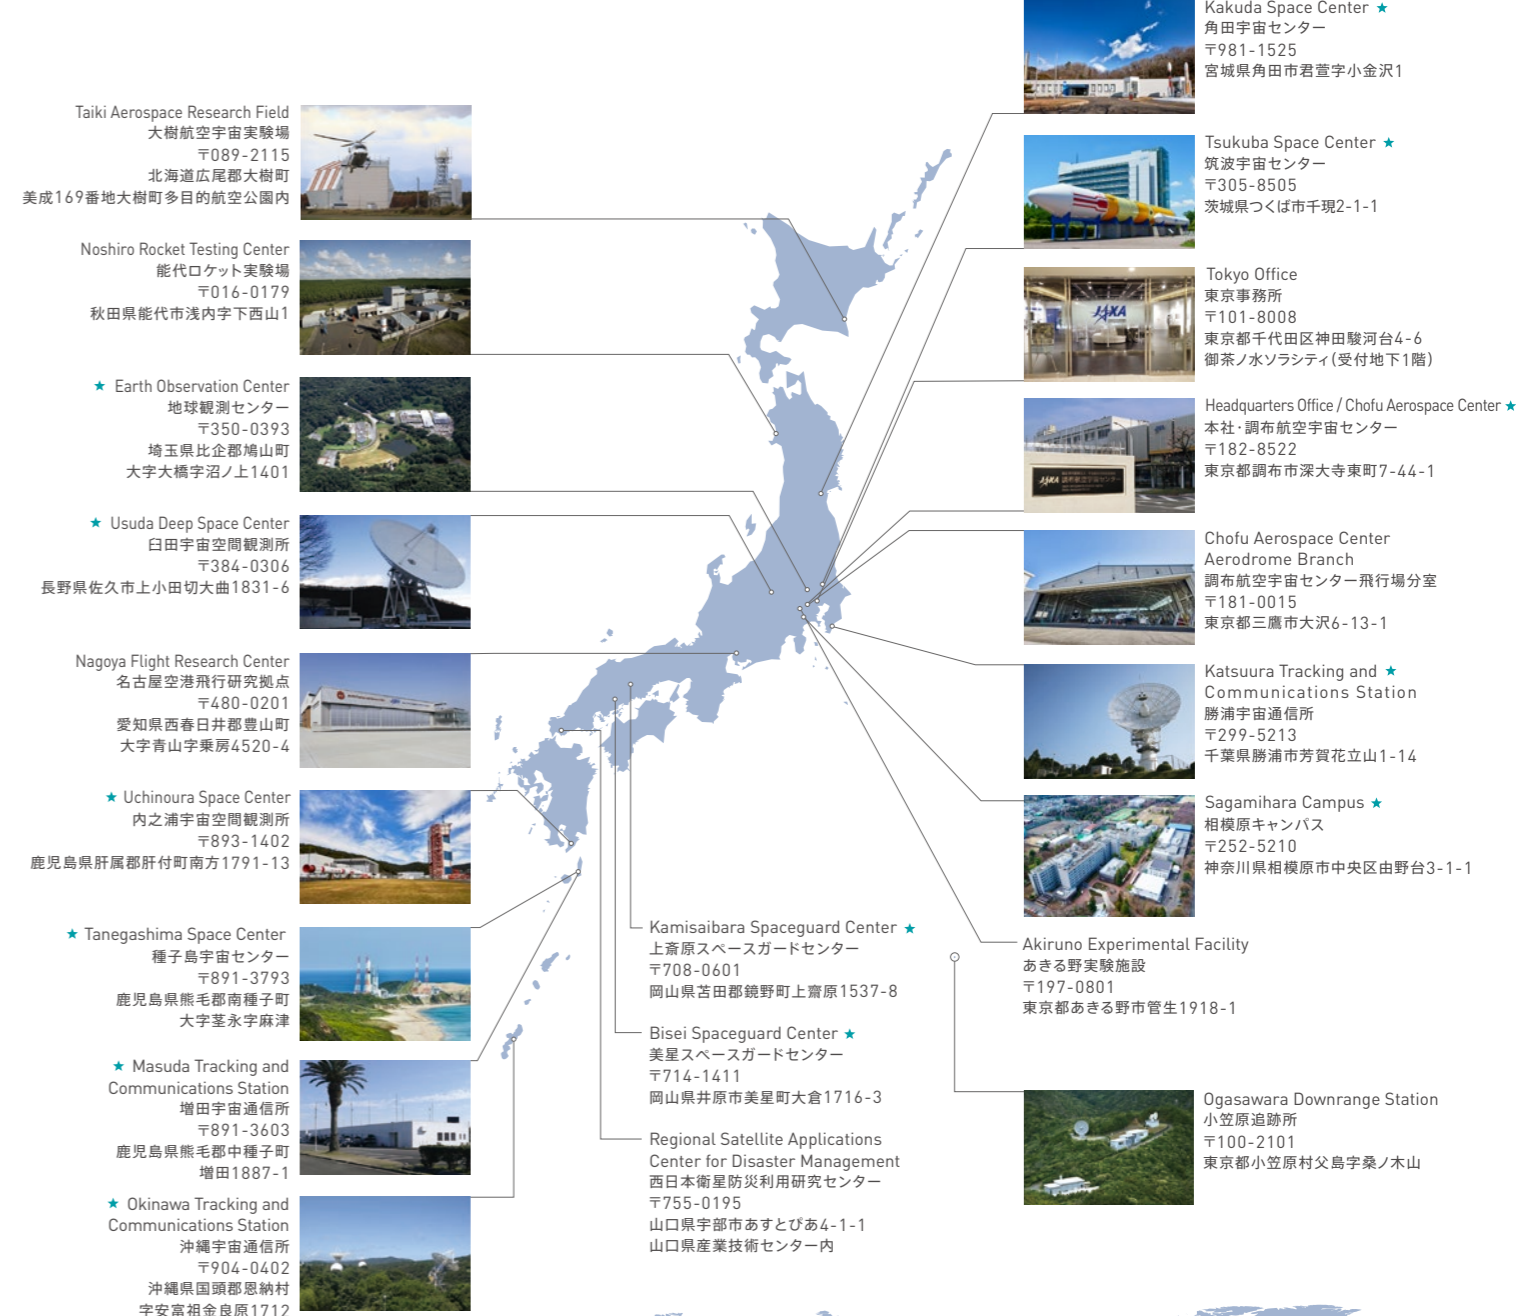 Taiki Aerospace Research Field
大樹航空宇宙実験場
〒089-2115
北海道広尾郡大樹町
美成169番地大樹町多目的航空公園内
Noshiro Rocket Testing Center
能代ロケット実験場
〒016-0179
秋田県能代市浅内字下西山1
★ Earth Observation Center
地球観測センター
〒350-0393
埼玉県比企郡鳩山町
大字大橋字沼ノ上1401
★ Usuda Deep Space Center
臼田宇宙空間観測所
〒384-0306
長野県佐久市上小田切大曲1831-6
Nagoya Flight Research Center
名古屋空港飛行研究拠点
〒480-0201
愛知県西春日井郡豊山町
大字青山字乗房4520-4
★ Uchinoura Space Center
内之浦宇宙空間観測所
〒893-1402
鹿児島県肝属郡肝付町南方1791-13
★ Tanegashima Space Center
種子島宇宙センター
〒891-3793
鹿児島県熊毛郡南種子町
大字茎永字麻津
★ Masuda Tracking and
Communications Station
増田宇宙通信所
〒891-3603
鹿児島県熊毛郡中種子町
増田1887-1
★ Okinawa Tracking and
Communications Station
沖縄宇宙通信所
〒904-0402
沖縄県国頭郡恩納村
字安富祖金良原1712
Kamisaibara Spaceguard Center ★
上斎原スペースガードセンター
〒708-0601
岡山県苫田郡鏡野町上齋原1537-8
Bisei Spaceguard Center ★
美星スペースガードセンター
〒714-1411
岡山県井原市美星町大倉1716-3
Regional Satellite Applications
Center for Disaster Management
西日本衛星防災利用研究センター
〒755-0195
山口県宇部市あすとぴあ4-1-1
山口県産業技術センター内
Kakuda Space Center ★
角田宇宙センター
〒981-1525
宮城県角田市君萱字小金沢1
Tsukuba Space Center ★
筑波宇宙センター
〒305-8505
茨城県つくば市千現2-1-1
JAXA
Tokyo Office
東京事務所
〒101-8008
東京都千代田区神田駿河台4-6
御茶ノ水ソラシティ(受付地下1階)
JAXA 調布航空宇宙センター
Headquarters Office / Chofu Aerospace Center ★
本社･調布航空宇宙センター
〒182-8522
東京都調布市深大寺東町7-44-1
Chofu Aerospace Center
Aerodrome Branch
調布航空宇宙センター飛行場分室
〒181-0015
東京都三鷹市大沢6-13-1
Katsuura Tracking and ★
Communications Station
勝浦宇宙通信所
〒299-5213
千葉県勝浦市芳賀花立山1-14
Sagamihara Campus ★
相模原キャンパス
〒252-5210
神奈川県相模原市中央区由野台3-1-1
Akiruno Experimental Facility
あきる野実験施設
〒197-0801
東京都あきる野市菅生1918-1
Ogasawara Downrange Station
小笠原追跡所
〒100-2101
東京都小笠原村父島字桑ノ木山